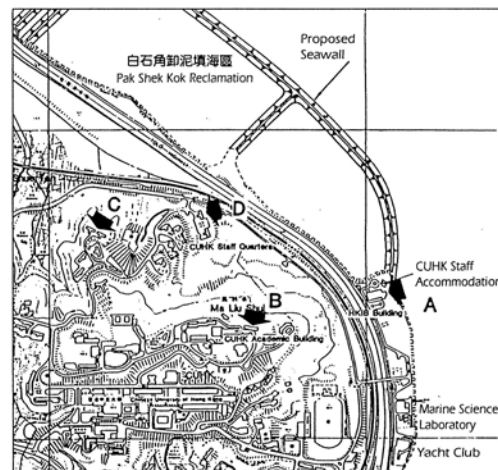 白石角卸泥填海區
Pak Shek Kok Reclamation
Proposed
Seawall
C
D
CUHK Staff Quarters
CUHK Staff
Accommodation
A
HKIB Building
B
Ma Liu Shui
CUHK Academic Building
Marine Science
Laboratory
Yacht Club